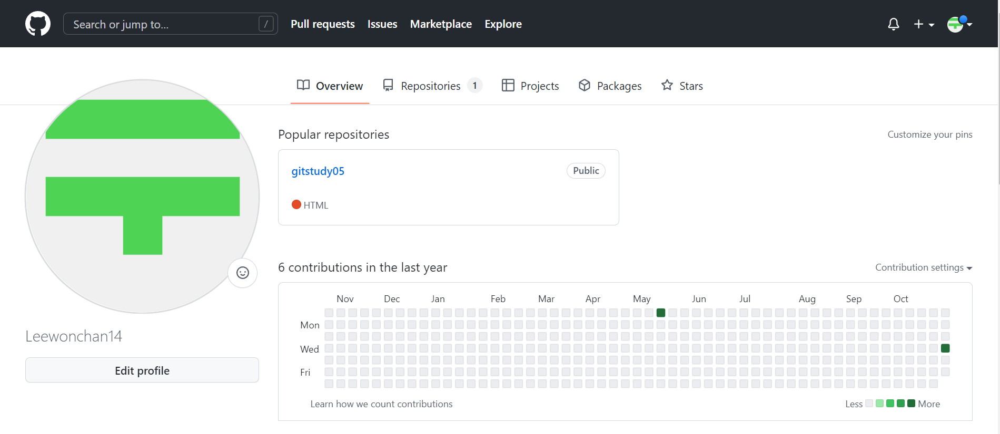 Search or jump to... /
Pull requests Issues Marketplace Explore
Overview Repositories 1 Projects Packages Stars
Popular repositories
Customize your pins
gitstudy05 Public
HTML
Leewonchan14
Edit profile
6 contributions in the last year
Contribution settings
Nov Dec Jan Feb Mar Apr May Jun Jul Aug Sep Oct
Mon
Wed
Fri
Learn how we count contributions
Less More